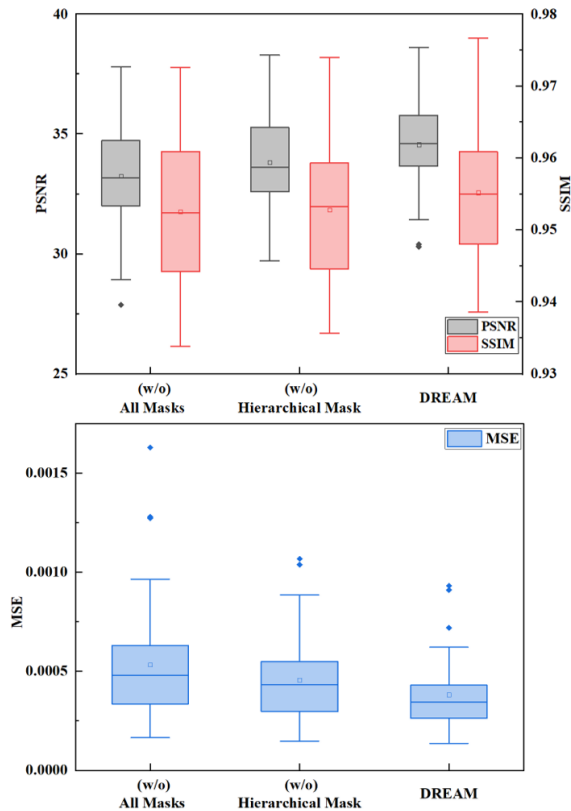 40
35
30
25
PSNR
0.98
0.97
0.96
0.95
0.94
0.93
SSIM
PSNR
SSIM
(w/o)
All Masks
(w/o)
Hierarchical Mask
DREAM
MSE
0.0015
0.0010
0.0005
0.0000
MSE
(w/o)
All Masks
(w/o)
Hierarchical Mask
DREAM